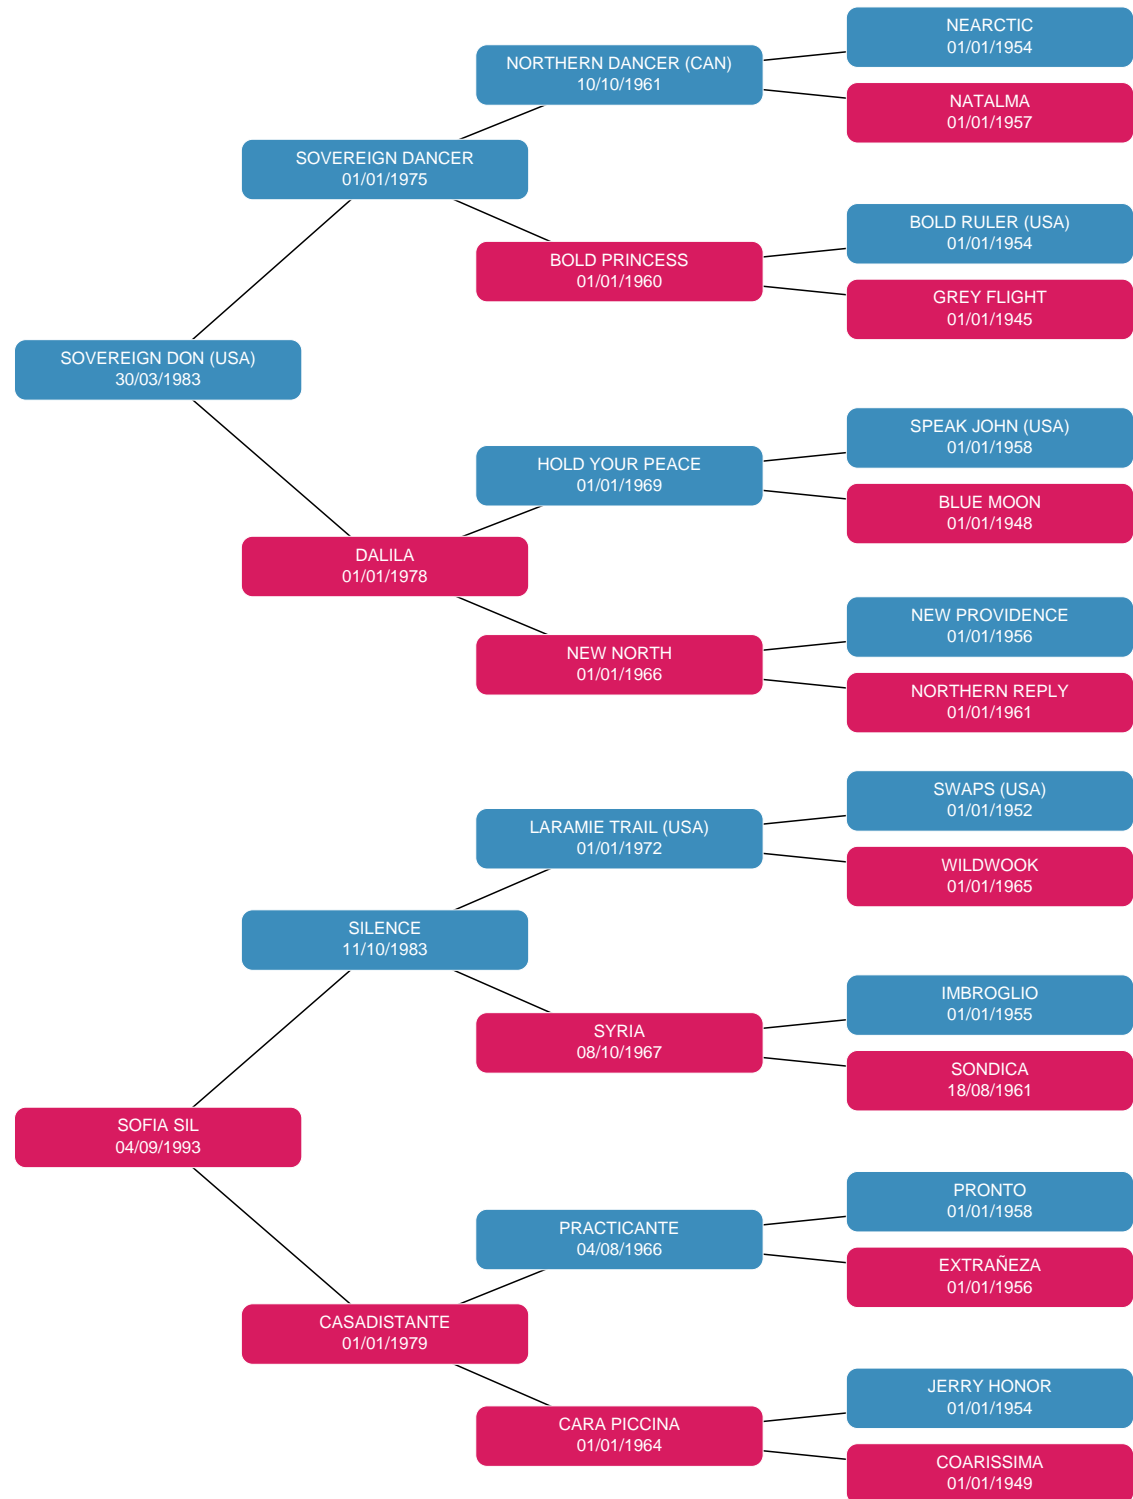 NEARCTIC
01/01/1954
NORTHERN DANCER (CAN)
10/10/1961
NATALMA
01/01/1957
SOVEREIGN DANCER
01/01/1975
BOLD RULER (USA)
01/01/1954
BOLD PRINCESS
01/01/1960
GREY FLIGHT
01/01/1945
SOVEREIGN DON (USA)
30/03/1983
SPEAK JOHN (USA)
01/01/1958
HOLD YOUR PEACE
01/01/1969
BLUE MOON
01/01/1948
DALILA
01/01/1978
NEW PROVIDENCE
01/01/1956
NEW NORTH
01/01/1966
NORTHERN REPLY
01/01/1961
SWAPS (USA)
01/01/1952
LARAMIE TRAIL (USA)
01/01/1972
WILDWOOK
01/01/1965
SILENCE
11/10/1983
IMBROGLIO
01/01/1955
SYRIA
08/10/1967
SONDICA
18/08/1961
SOFIA SIL
04/09/1993
PRONTO
01/01/1958
PRACTICANTE
04/08/1966
EXTRAÑEZA
01/01/1956
CASADISTANTE
01/01/1979
JERRY HONOR
01/01/1954
CARA PICCINA
01/01/1964
COARISSIMA
01/01/1949